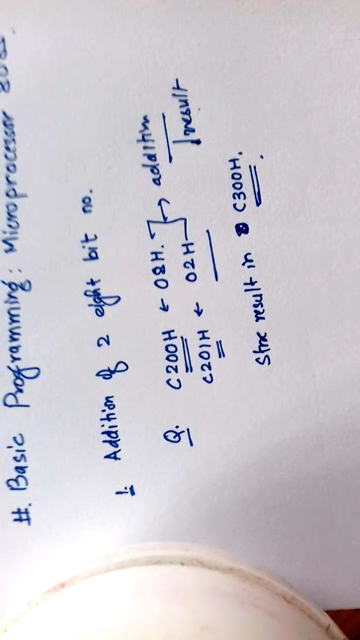 #. Basic Programming: Microprocessor
1. Addition of 2 eight bit no.
Q. C200H ← 08H. → addition
C201H ← 02H result
Store result in C300H.